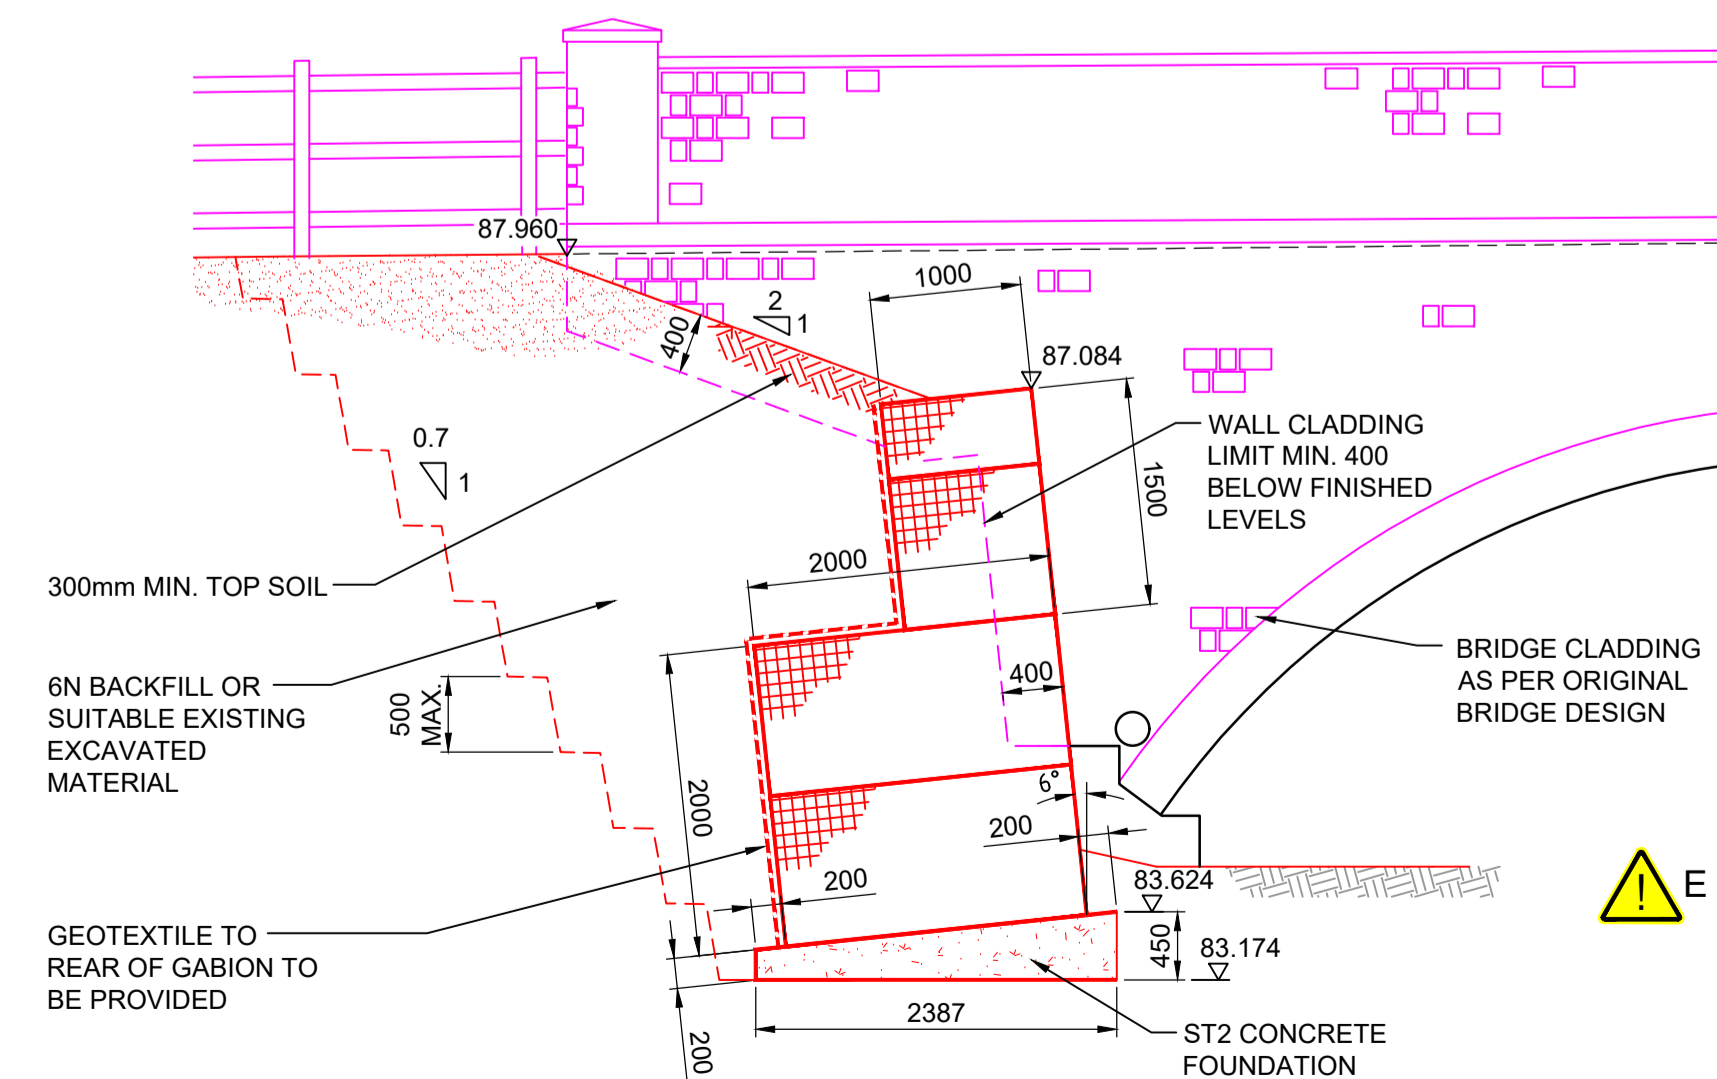 87.960
1000
2
1
400
87.084
WALL CLADDING
LIMIT MIN. 400
BELOW FINISHED
LEVELS
0.7
1
1500
2000
300mm MIN. TOP SOIL
BRIDGE CLADDING
AS PER ORIGINAL
BRIDGE DESIGN
6N BACKFILL OR
SUITABLE EXISTING
EXCAVATED
MATERIAL
500
MAX.
400
2000
6°
200
200
83.624
E
GEOTEXTILE TO
REAR OF GABION TO
BE PROVIDED
450
83.174
2387
200
ST2 CONCRETE
FOUNDATION